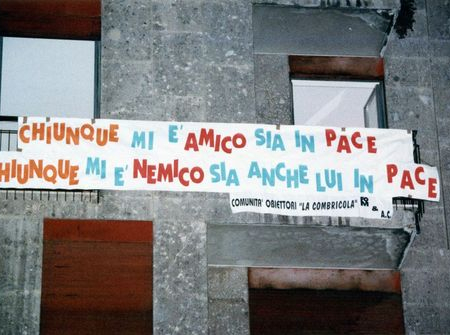 CHIUNQUE MI E' AMICO SIA IN PACE
HIUNQUE MI E' NEMICO SIA ANCHE LUI IN PACE
COMUNITA' OBIETTORI "LA COMBRICOLA" & A.C.